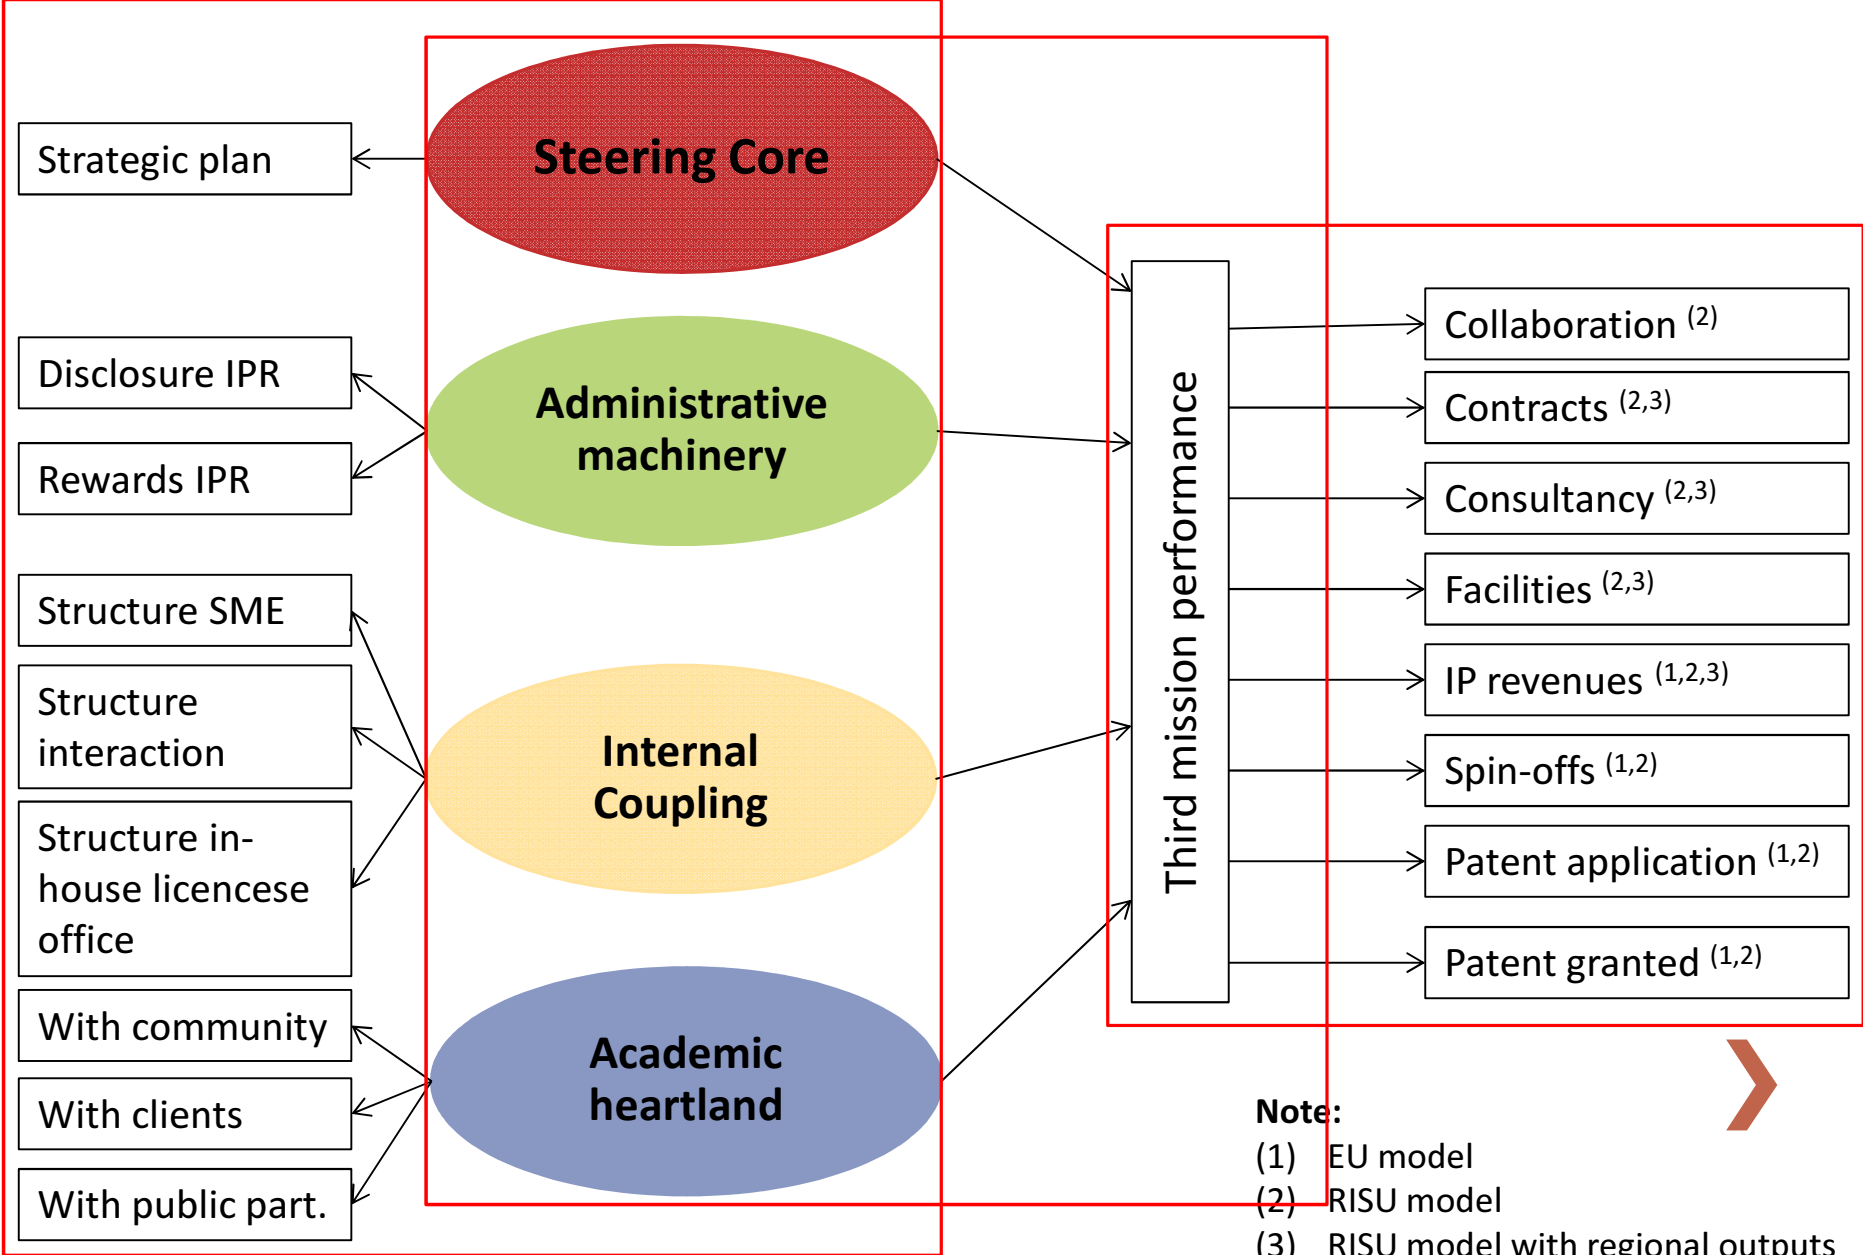 Strategic plan
Disclosure IPR
Rewards IPR
Structure SME
Structure
interaction
Structure in-
house licencese
office
With community
With clients
With public part.
Steering Core
Administrative
machinery
Internal
Coupling
Academic
heartland
Third mission performance
Collaboration (2)
Contracts (2,3)
Consultancy (2,3)
Facilities (2,3)
IP revenues (1,2,3)
Spin-offs (1,2)
Patent application (1,2)
Patent granted (1,2)
Note:
(1) EU model
(2) RISU model
(3) RISU model with regional outputs